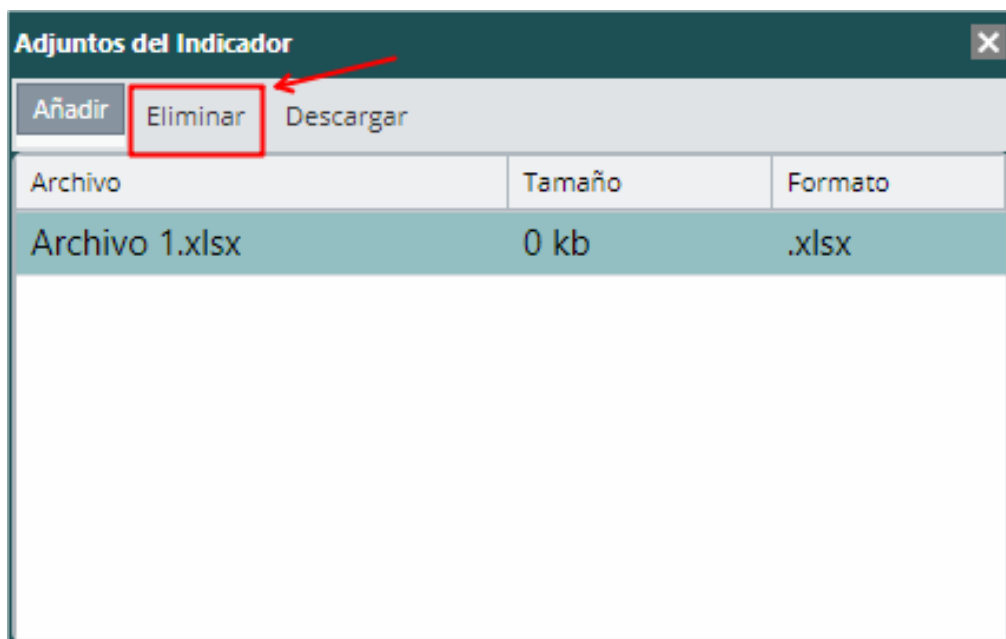 Adjuntos del Indicador
Añadir Eliminar Descargar
Archivo Tamaño Formato
Archivo 1.xlsx 0 kb .xlsx